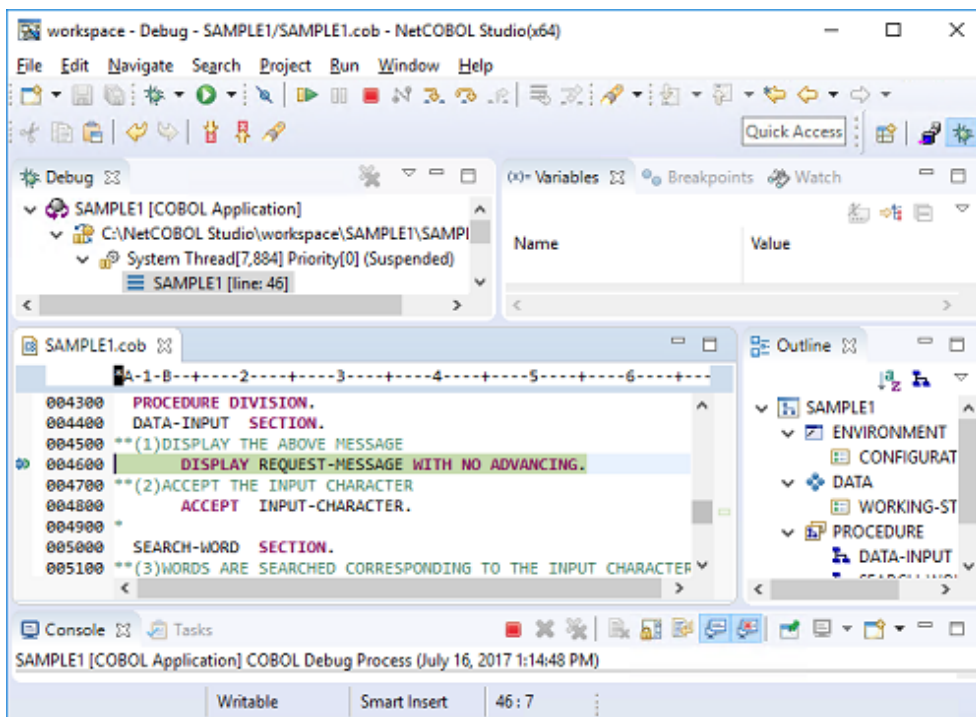 workspace - Debug - SAMPLE1/SAMPLE1.cob - NetCOBOL Studio(x64)
File Edit Navigate Search Project Run Window Help
Quick Access
Debug
SAMPLE1 [COBOL Application]
C:\NetCOBOL Studio\workspace\SAMPLE1\SAMPL
System Thread[7,884] Priority[0] (Suspended)
SAMPLE1 [line: 46]
(x)= Variables Breakpoints Watch
Name Value
SAMPLE1.cob
A-1-B--+----2----+----3----+----4----+----5----+----6----+---
004300 PROCEDURE DIVISION.
004400 DATA-INPUT SECTION.
004500 **(1)DISPLAY THE ABOVE MESSAGE
004600 DISPLAY REQUEST-MESSAGE WITH NO ADVANCING.
004700 **(2)ACCEPT THE INPUT CHARACTER
004800 ACCEPT INPUT-CHARACTER.
004900 *
005000 SEARCH-WORD SECTION.
005100 **(3)WORDS ARE SEARCHED CORRESPONDING TO THE INPUT CHARACTER
Outline
SAMPLE1
ENVIRONMENT
CONFIGURAT
DATA
WORKING-ST
PROCEDURE
DATA-INPUT
Console Tasks
SAMPLE1 [COBOL Application] COBOL Debug Process (July 16, 2017 1:14:48 PM)
Writable Smart Insert 46 : 7